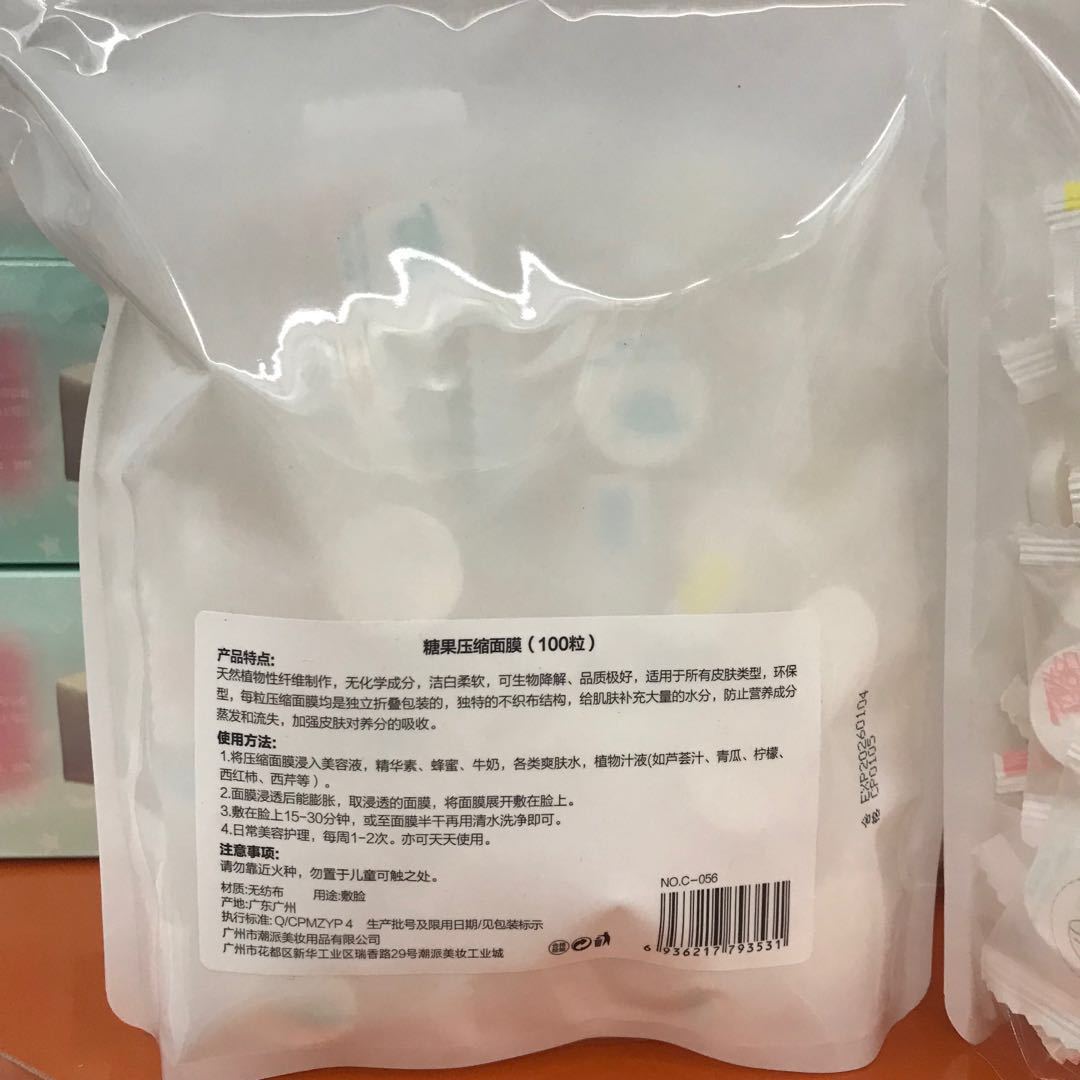 糖果压缩面膜（100粒）
产品特点：
天然植物性纤维制作，无化学成分，洁白柔软，可生物降解、品质极好，适用于所有皮肤类型，环保
型，每粒压缩面膜均是独立折叠包装的，独特的不织布结构，给肌肤补充大量的水分，防止营养成分
蒸发和流失，加强皮肤对养分的吸收。
使用方法：
1.将压缩面膜浸入美容液，精华素、蜂蜜、牛奶，各类爽肤水，植物汁液(如芦荟汁、青瓜、柠檬、
西红柿、西芹等）。
2.面膜浸透后能膨胀，取浸透的面膜，将面膜展开敷在脸上。
3.敷在脸上15-30分钟，或至面膜半干再用清水洗净即可。
4.日常美容护理，每周1-2次。亦可天天使用。
注意事项：
请勿靠近火种，勿置于儿童可触之处。
材质:无纺布 用途:敷脸
产地:广东广州
执行标准: Q/CPMZYP 4 生产批号及限用日期/见包装标示
广州市潮派美妆用品有限公司
广州市花都区新华工业区瑞香路29号潮派美妆工业城
NO.C-056
6 936217 793531
EXP20260104
合格 CP0105